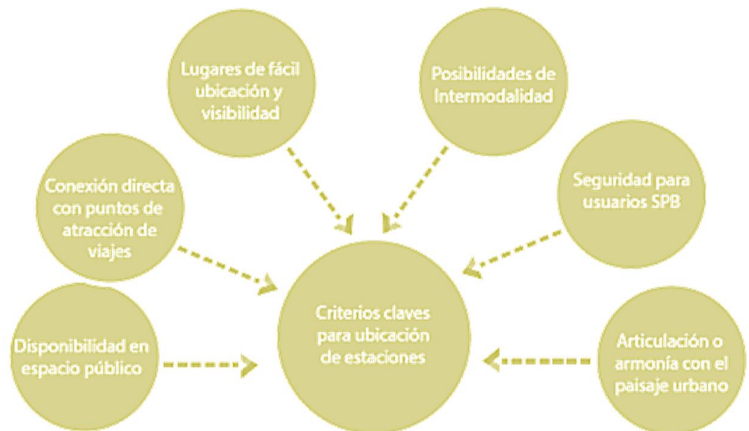 Lugares de fácil
ubicación y
visibilidad
Posibilidades de
Intermodalidad
Conexión directa
con puntos de
atracción de
viajes
Seguridad para
usuarios SPB
Disponibilidad en
espacio público
Criterios claves
para ubicación
de estaciones
Articulación o
armonía con el
paisaje urbano